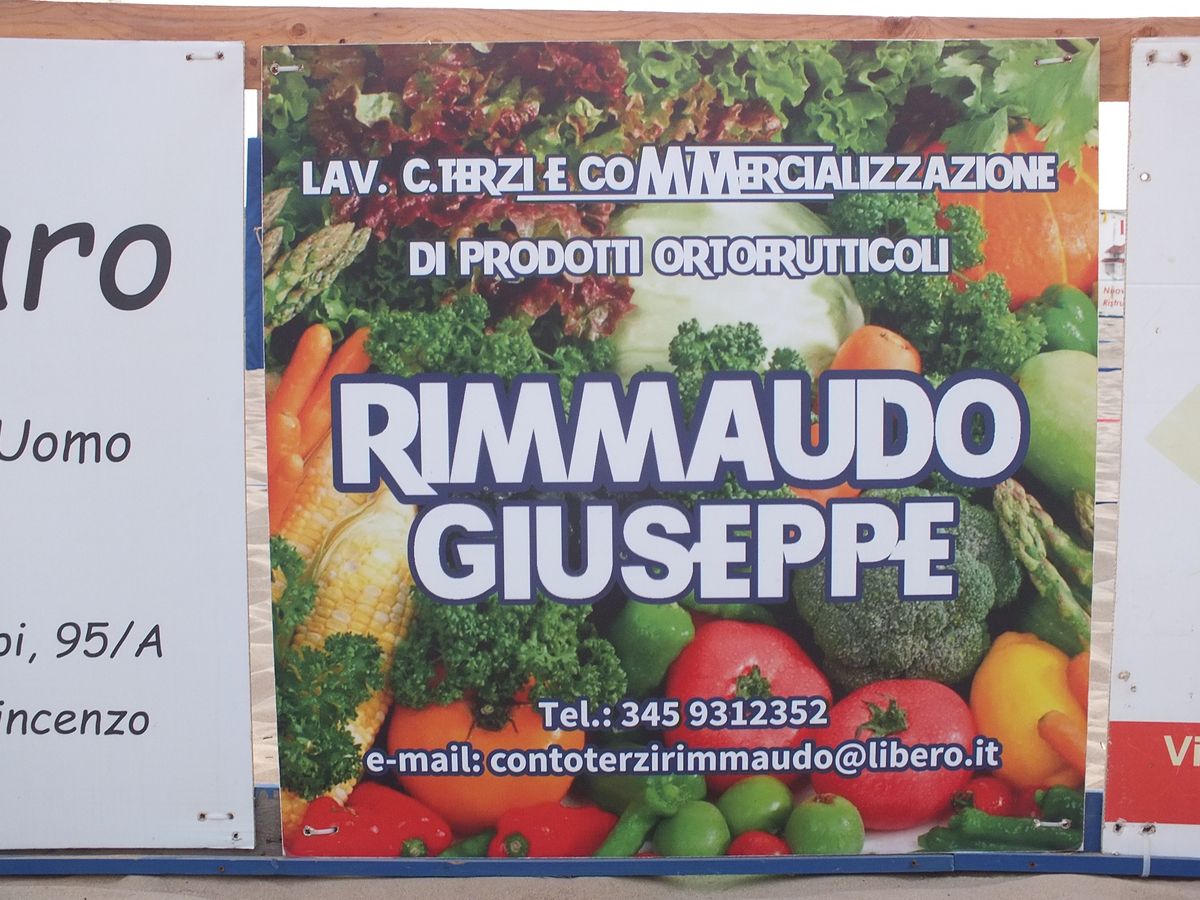 aro
Uomo
bi, 95/A
incenzo
LAV. C.TERZI E COMMERCIALIZZAZIONE
DI PRODOTTI ORTOFRUTTICOLI
RIMMAUDO
GIUSEPPE
Tel.: 345 9312352
e-mail: contoterzirimmaudo@libero.it
Vi